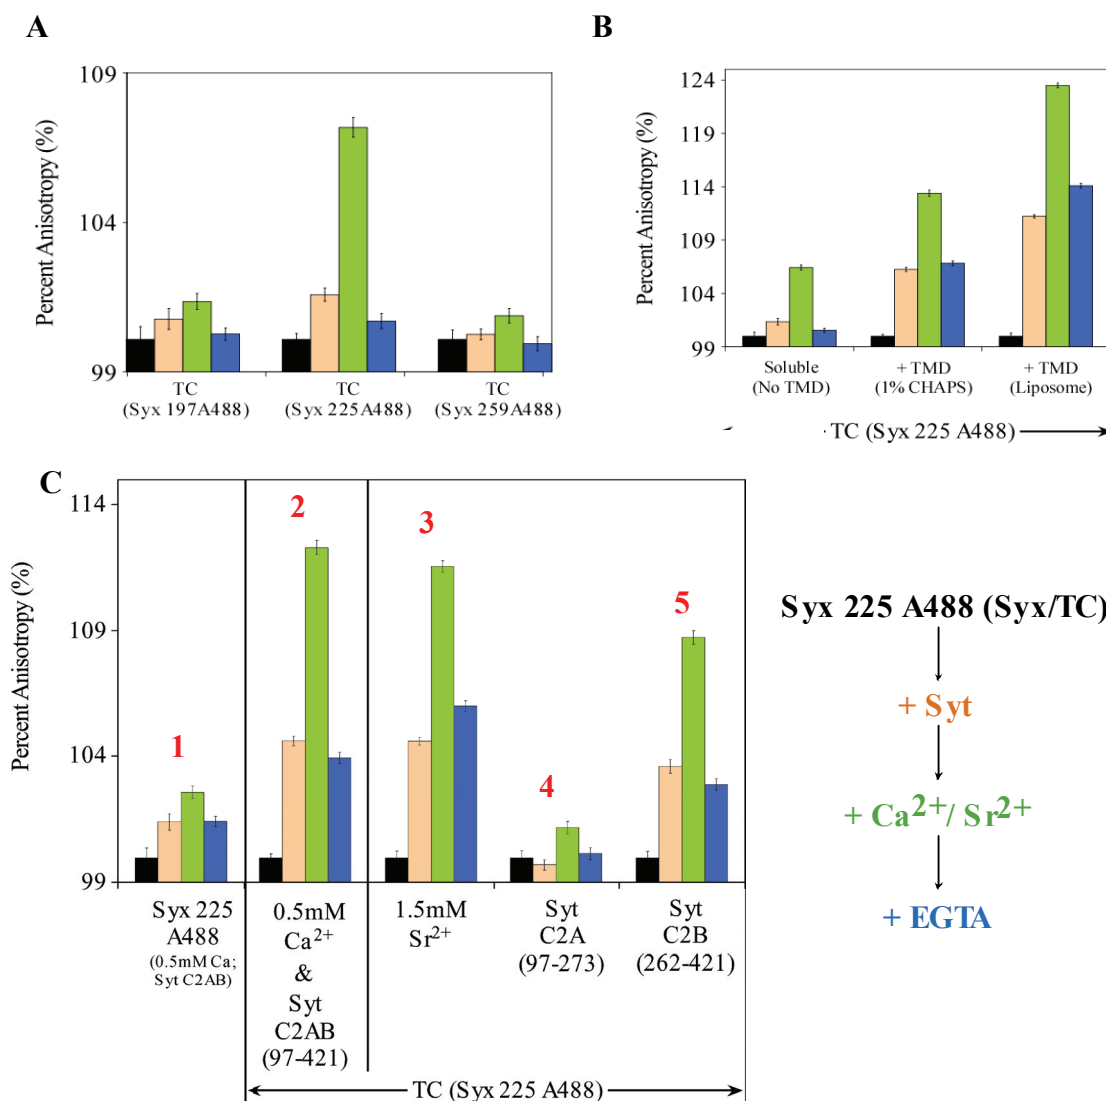 A
Percent Anisotropy (%)
109
104
99
TC
(Syx 197A488)
TC
(Syx 225A488)
TC
(Syx 259A488)
B
Percent Anisotropy (%)
124
119
114
109
104
99
Soluble
(No TMD)
+ TMD
(1% CHAPS)
+ TMD
(Liposome)
TC (Syx 225 A488)
C
Percent Anisotropy (%)
114
109
104
99
1
2
3
4
5
Syx 225
A488
(0.5mM Ca;
Syt C2AB)
0.5mM
Ca2+
&
Syt
C2AB
(97-421)
1.5mM
Sr2+
Syt
C2A
(97-273)
Syt
C2B
(262-421)
TC (Syx 225 A488)
Syx 225 A488 (Syx/TC)
+ Syt
+ Ca2+/ Sr2+
+ EGTA